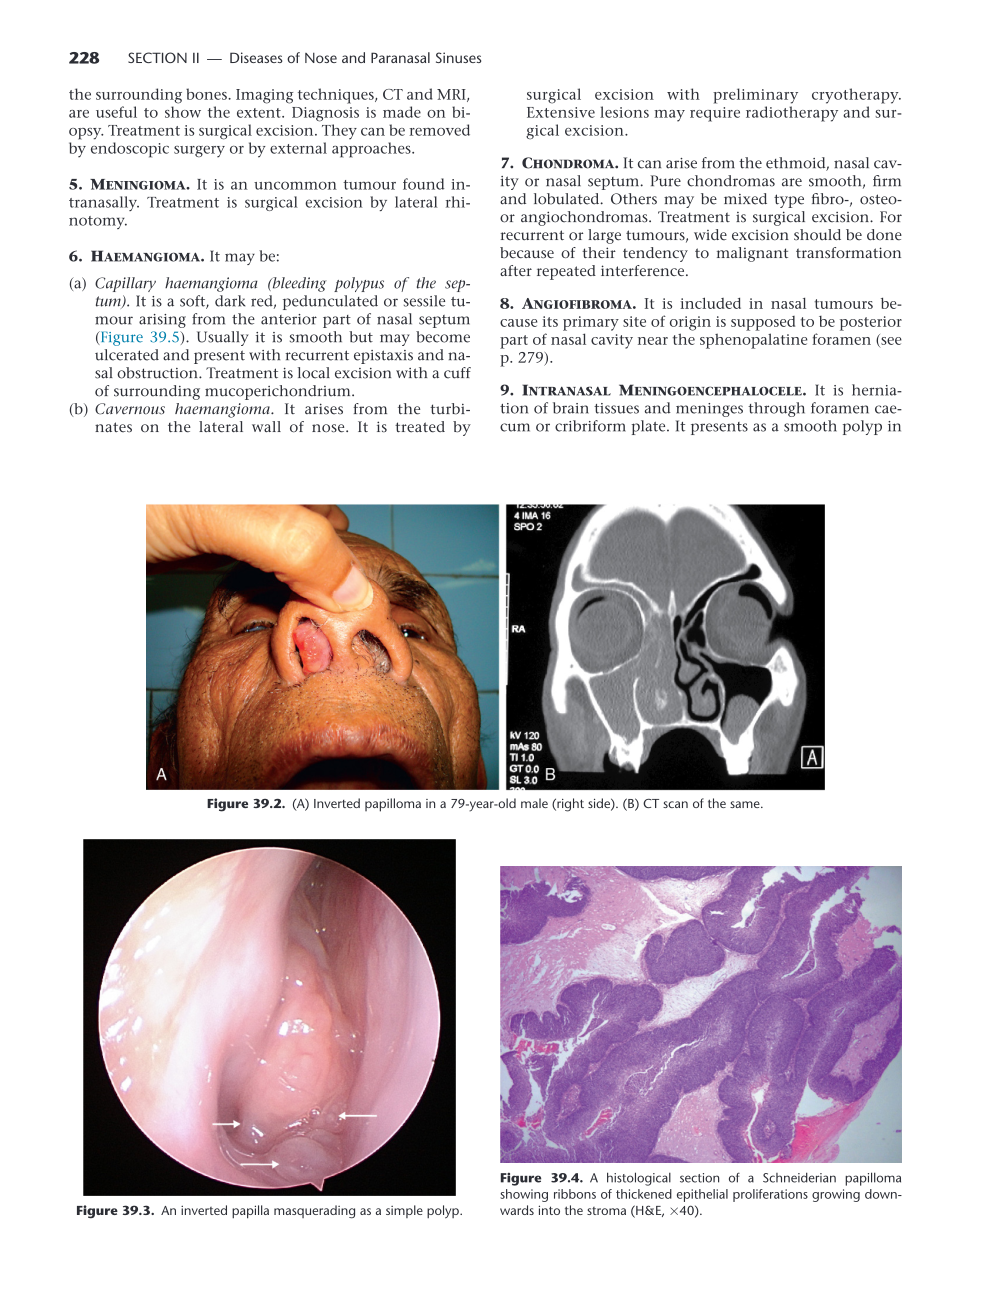 228 SECTION II — Diseases of Nose and Paranasal Sinuses
the surrounding bones. Imaging techniques, CT and MRI,
are useful to show the extent. Diagnosis is made on bi-
opsy. Treatment is surgical excision. They can be removed
by endoscopic surgery or by external approaches.
5. MENINGIOMA. It is an uncommon tumour found in-
tranasally. Treatment is surgical excision by lateral rhi-
notomy.
6. HAEMANGIOMA. It may be:
(a) Capillary haemangioma (bleeding polypus of the sep-
tum). It is a soft, dark red, pedunculated or sessile tu-
mour arising from the anterior part of nasal septum
(Figure 39.5). Usually it is smooth but may become
ulcerated and present with recurrent epistaxis and na-
sal obstruction. Treatment is local excision with a cuff
of surrounding mucoperichondrium.
(b) Cavernous haemangioma. It arises from the turbi-
nates on the lateral wall of nose. It is treated by
surgical excision with preliminary cryotherapy.
Extensive lesions may require radiotherapy and sur-
gical excision.
7. CHONDROMA. It can arise from the ethmoid, nasal cav-
ity or nasal septum. Pure chondromas are smooth, firm
and lobulated. Others may be mixed type fibro-, osteo-
or angiochondromas. Treatment is surgical excision. For
recurrent or large tumours, wide excision should be done
because of their tendency to malignant transformation
after repeated interference.
8. ANGIOFIBROMA. It is included in nasal tumours be-
cause its primary site of origin is supposed to be posterior
part of nasal cavity near the sphenopalatine foramen (see
p. 279).
9. INTRANASAL MENINGOENCEPHALOCELE. It is hernia-
tion of brain tissues and meninges through foramen cae-
cum or cribriform plate. It presents as a smooth polyp in
A
4 IMA 16
SPO 2
RA
kV 120
mAs 80
TI 1.0
GT 0.0
SL 3.0
B
A
Figure 39.2. (A) Inverted papilloma in a 79-year-old male (right side). (B) CT scan of the same.
Figure 39.3. An inverted papilla masquerading as a simple polyp.
Figure 39.4. A histological section of a Schneiderian papilloma
showing ribbons of thickened epithelial proliferations growing down-
wards into the stroma (H&E, ×40).